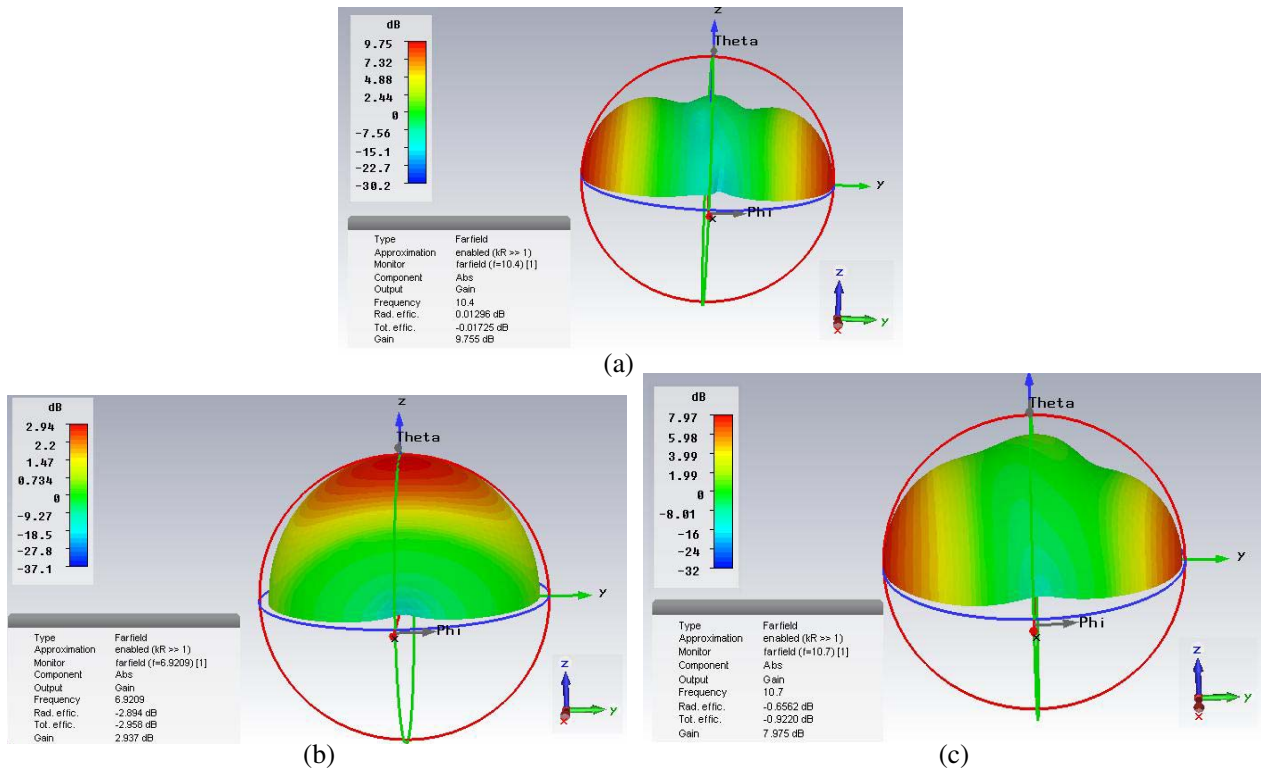 dB
9.75
7.32
4.88
2.44
0
-7.56
-15.1
-22.7
-30.2
z
Theta
y
Phi
x
Type Farfield
Approximation enabled (kR >> 1)
Monitor farfield (f=10.4) [1]
Component Abs
Output Gain
Frequency 10.4
Rad. effic. 0.01296 dB
Tot. effic. -0.01725 dB
Gain 9.755 dB
z
y
x
(a)
dB
2.94
2.2
1.47
0.734
0
-9.27
-18.5
-27.8
-37.1
z
Theta
y
Phi
x
Type Farfield
Approximation enabled (kR >> 1)
Monitor farfield (f=6.9209) [1]
Component Abs
Output Gain
Frequency 6.9209
Rad. effic. -2.894 dB
Tot. effic. -2.958 dB
Gain 2.937 dB
z
y
x
(b)
dB
7.97
5.98
3.99
1.99
0
-8.01
-16
-24
-32
Theta
y
Phi
x
Type Farfield
Approximation enabled (kR >> 1)
Monitor farfield (f=10.7) [1]
Component Abs
Output Gain
Frequency 10.7
Rad. effic. -0.6562 dB
Tot. effic. -0.9220 dB
Gain 7.975 dB
z
y
x
(c)